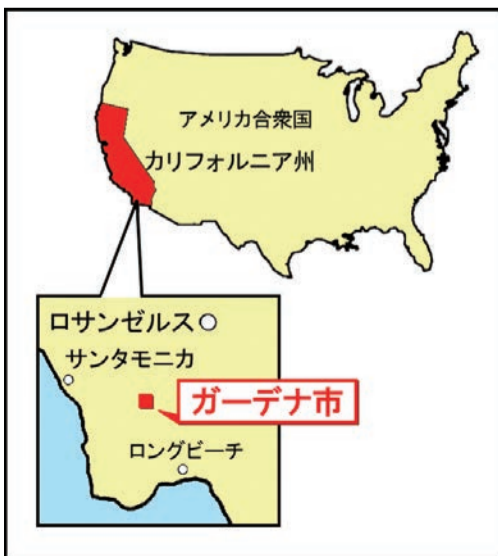 アメリカ合衆国
カリフォルニア州
ロサンゼルス
サンタモニカ
ガーデナ市
ロングビーチ